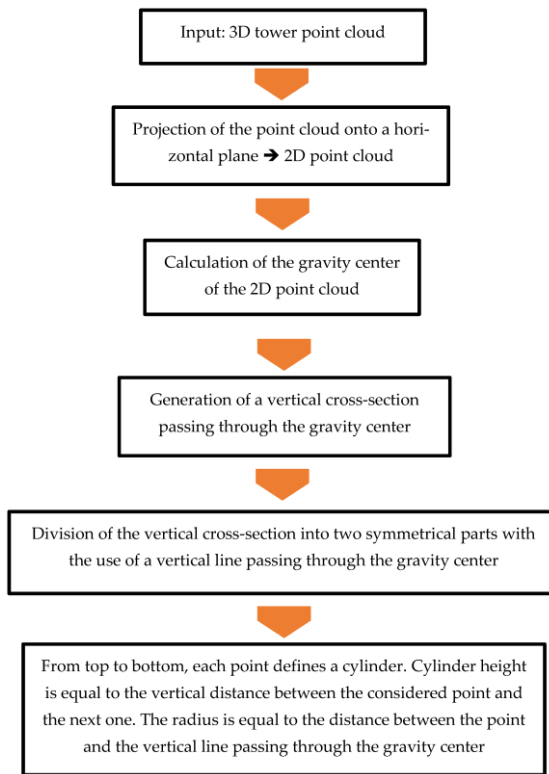 Input: 3D tower point cloud
Projection of the point cloud onto a hori-
zontal plane ➔ 2D point cloud
Calculation of the gravity center
of the 2D point cloud
Generation of a vertical cross-section
passing through the gravity center
Division of the vertical cross-section into two symmetrical parts with
the use of a vertical line passing through the gravity center
From top to bottom, each point defines a cylinder. Cylinder height
is equal to the vertical distance between the considered point and
the next one. The radius is equal to the distance between the point
and the vertical line passing through the gravity center